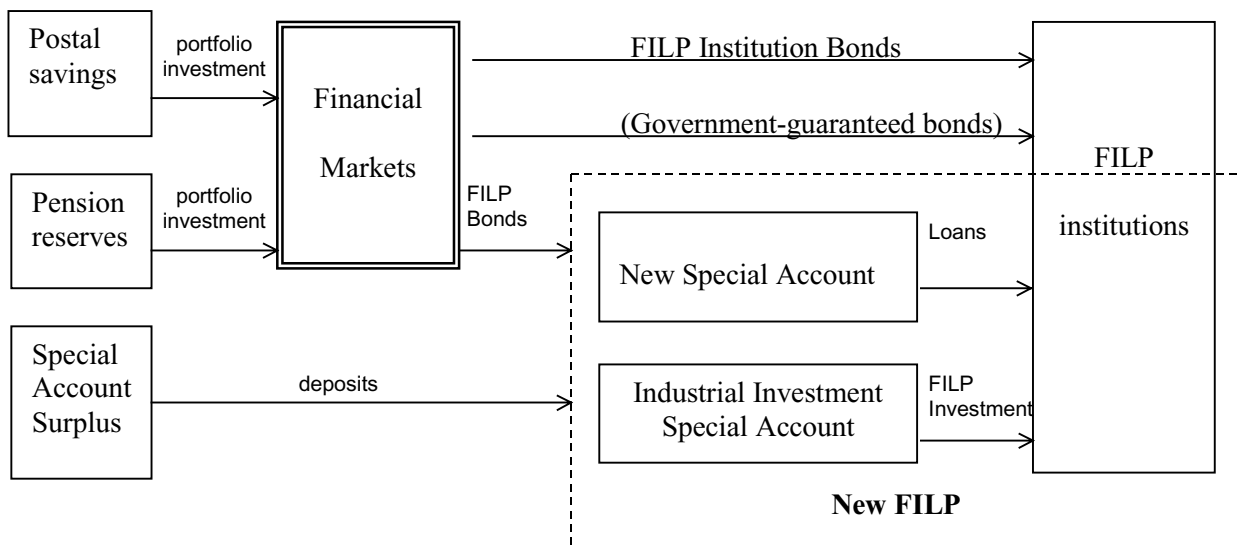 Postal
savings
portfolio
investment
Financial
Markets
FILP Institution Bonds
(Government-guaranteed bonds)
FILP
institutions
Pension
reserves
portfolio
investment
FILP
Bonds
New Special Account
Loans
Special
Account
Surplus
deposits
Industrial Investment
Special Account
FILP
Investment
New FILP